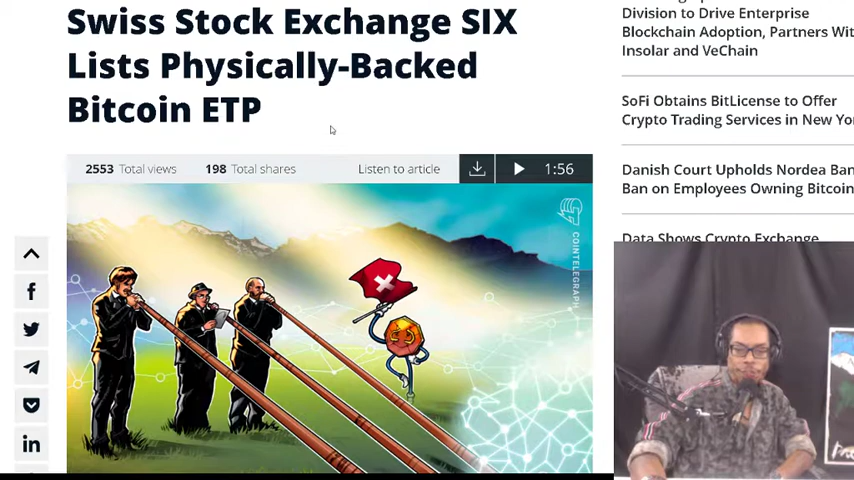 Swiss Stock Exchange SIX
Lists Physically-Backed
Bitcoin ETP
2553 Total views
198 Total shares
Listen to article
1:56
COINTELEGRAPH
Division to Drive Enterprise
Blockchain Adoption, Partners Wit
Insolar and VeChain
SoFi Obtains BitLicense to Offer
Crypto Trading Services in New Yor
Danish Court Upholds Nordea Ban
Ban on Employees Owning Bitcoin
Data Shows Crypto Exchange